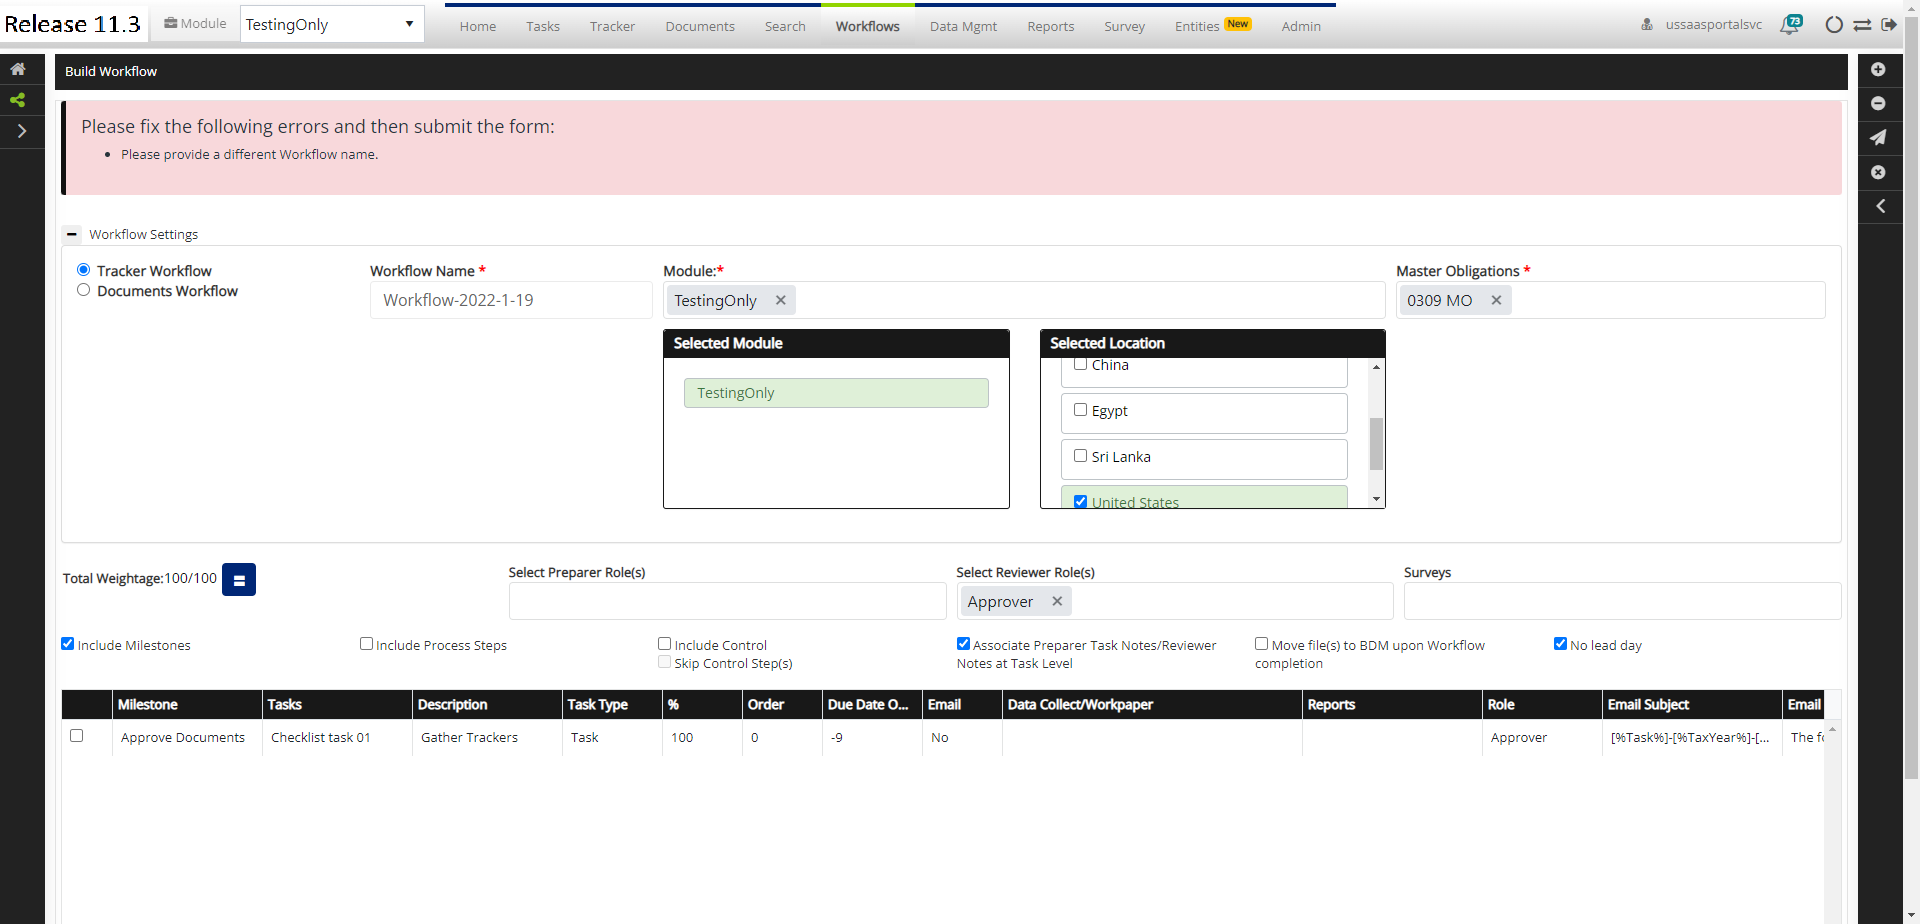 Release 11.3
Module
TestingOnly
Home
Tasks
Tracker
Documents
Search
Workflows
Data Mgmt
Reports
Survey
Entities New
Admin
ussaasportalsvc
73
Build Workflow
Please fix the following errors and then submit the form:
Please provide a different Workflow name.
Workflow Settings
Tracker Workflow
Documents Workflow
Workflow Name *
Workflow-2022-1-19
Module:*
TestingOnly
Master Obligations *
0309 MO
Selected Module
TestingOnly
Selected Location
China
Egypt
Sri Lanka
United States
Total Weightage:100/100
Select Preparer Role(s)
Select Reviewer Role(s)
Approver
Surveys
Include Milestones
Include Process Steps
Include Control
Skip Control Step(s)
Associate Preparer Task Notes/Reviewer
Notes at Task Level
Move file(s) to BDM upon Workflow
completion
No lead day
Milestone Tasks Description Task Type % Order Due Date O... Email Data Collect/Workpaper Reports Role Email Subject Email
Approve Documents Checklist task 01 Gather Trackers Task 100 0 -9 No Approver [%Task%]-[%TaxYear%]-[... The